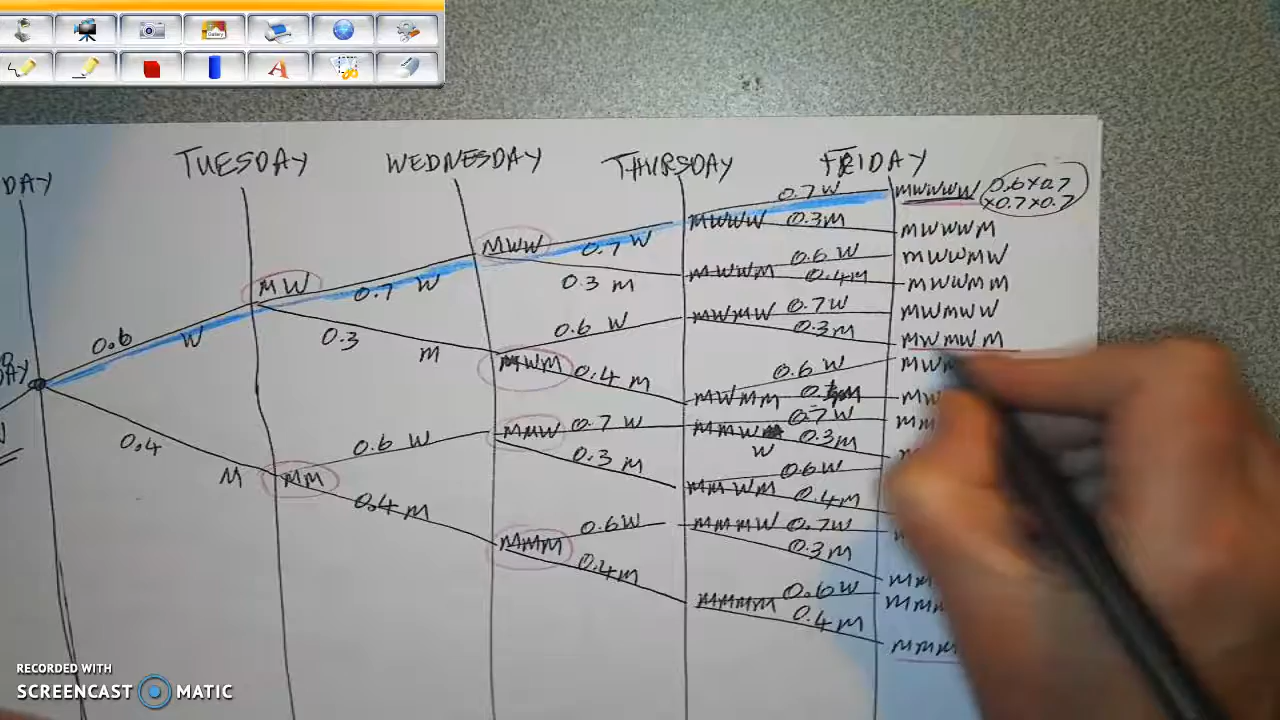 DAY TUESDAY WEDNESDAY THURSDAY FRIDAY
0.7 W MWWWW 0.6 x 0.7
x 0.7 x 0.7
MWW 0.7 W MWWW 0.3 M MWWWM
MW 0.7 W 0.3 M MWWM 0.6 W MWWMW
0.4 M MWWMM
0.6 W 0.3 M 0.6 W MWMW 0.7 W MWMWW
0.3 M MWMWM
MWM 0.4 M MWMM 0.6 W
DAY
0.4 M 0.6 W MMW 0.7 W MMWW 0.7 W
0.3 M 0.3 M
MM 0.4 M MMWM 0.6 W
0.4 M
MMM 0.6 W MMMW 0.7 W
0.3 M
0.4 M MMMM 0.6 W
0.4 M
RECORDED WITH
SCREENCAST MATIC